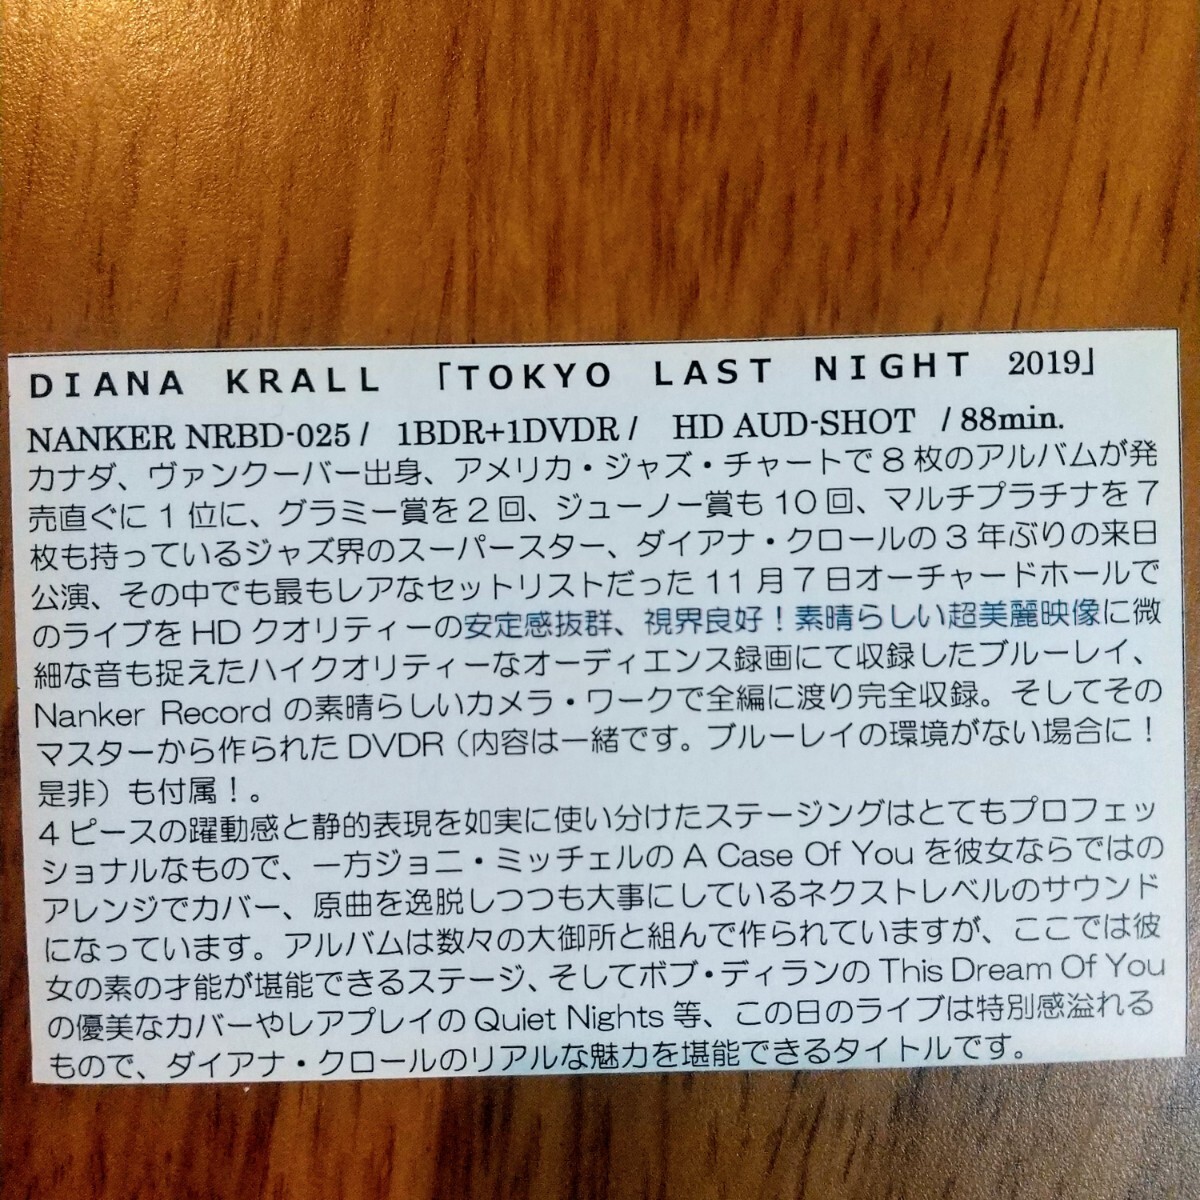 DIANA KRALL 「TOKYO LAST NIGHT 2019」
NANKER NRBD-025 / 1BDR+1DVDR / HD AUD-SHOT / 88min.
カナダ、ヴァンクーバー出身、アメリカ・ジャズ・チャートで8枚のアルバムが発
売直ぐに1位に、グラミー賞を2回、ジューノー賞も10回、マルチプラチナを7
枚も持っているジャズ界のスーパースター、ダイアナ・クロールの3年ぶりの来日
公演、その中でも最もレアなセットリストだった11月7日オーチャードホールで
のライブをHDクオリティーの安定感抜群、視界良好！素晴らしい超美麗映像に微
細な音も捉えたハイクオリティーなオーディエンス録画にて収録したブルーレイ、
Nanker Recordの素晴らしいカメラ・ワークで全編に渡り完全収録。そしてその
マスターから作られたDVDR（内容は一緒です。ブルーレイの環境がない場合に！
是非）も付属！。
4ピースの躍動感と静的表現を如実に使い分けたステージングはとてもプロフェッ
ショナルなもので、一方ジョニ・ミッチェルのA Case Of Youを彼女ならではの
アレンジでカバー、原曲を逸脱しつつも大事にしているネクストレベルのサウンド
になっています。アルバムは数々の大御所と組んで作られていますが、ここでは彼
女の素の才能が堪能できるステージ、そしてボブ・ディランのThis Dream Of You
の優美なカバーやレアプレイのQuiet Nights等、この日のライブは特別感溢れる
もので、ダイアナ・クロールのリアルな魅力を堪能できるタイトルです。